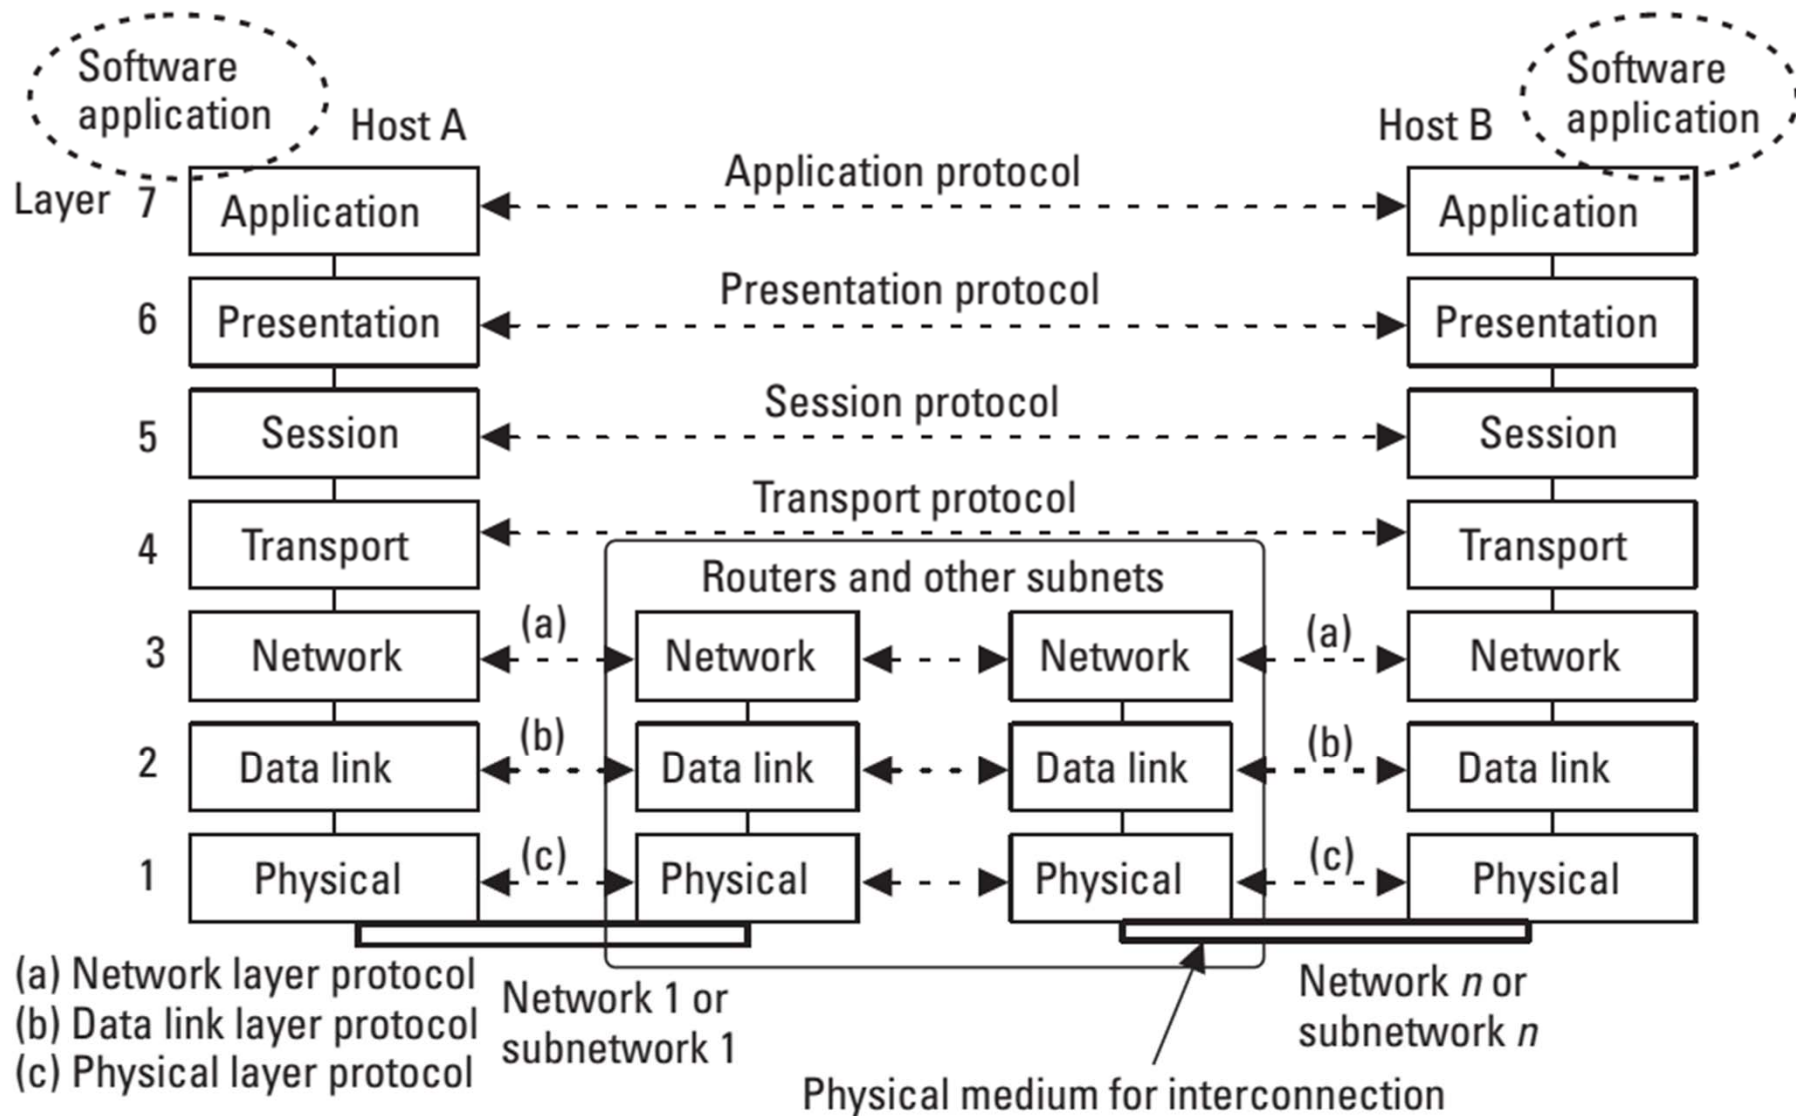 Software
application
Host A
Host B
Software
application
Layer 7
Application
Application protocol
Application
6
Presentation
Presentation protocol
Presentation
5
Session
Session protocol
Session
4
Transport
Transport protocol
Transport
Routers and other subnets
3
Network
(a)
Network
Network
(a)
Network
2
Data link
(b)
Data link
Data link
(b)
Data link
1
Physical
(c)
Physical
Physical
(c)
Physical
(a) Network layer protocol
(b) Data link layer protocol
(c) Physical layer protocol
Network 1 or
subnetwork 1
Network n or
subnetwork n
Physical medium for interconnection